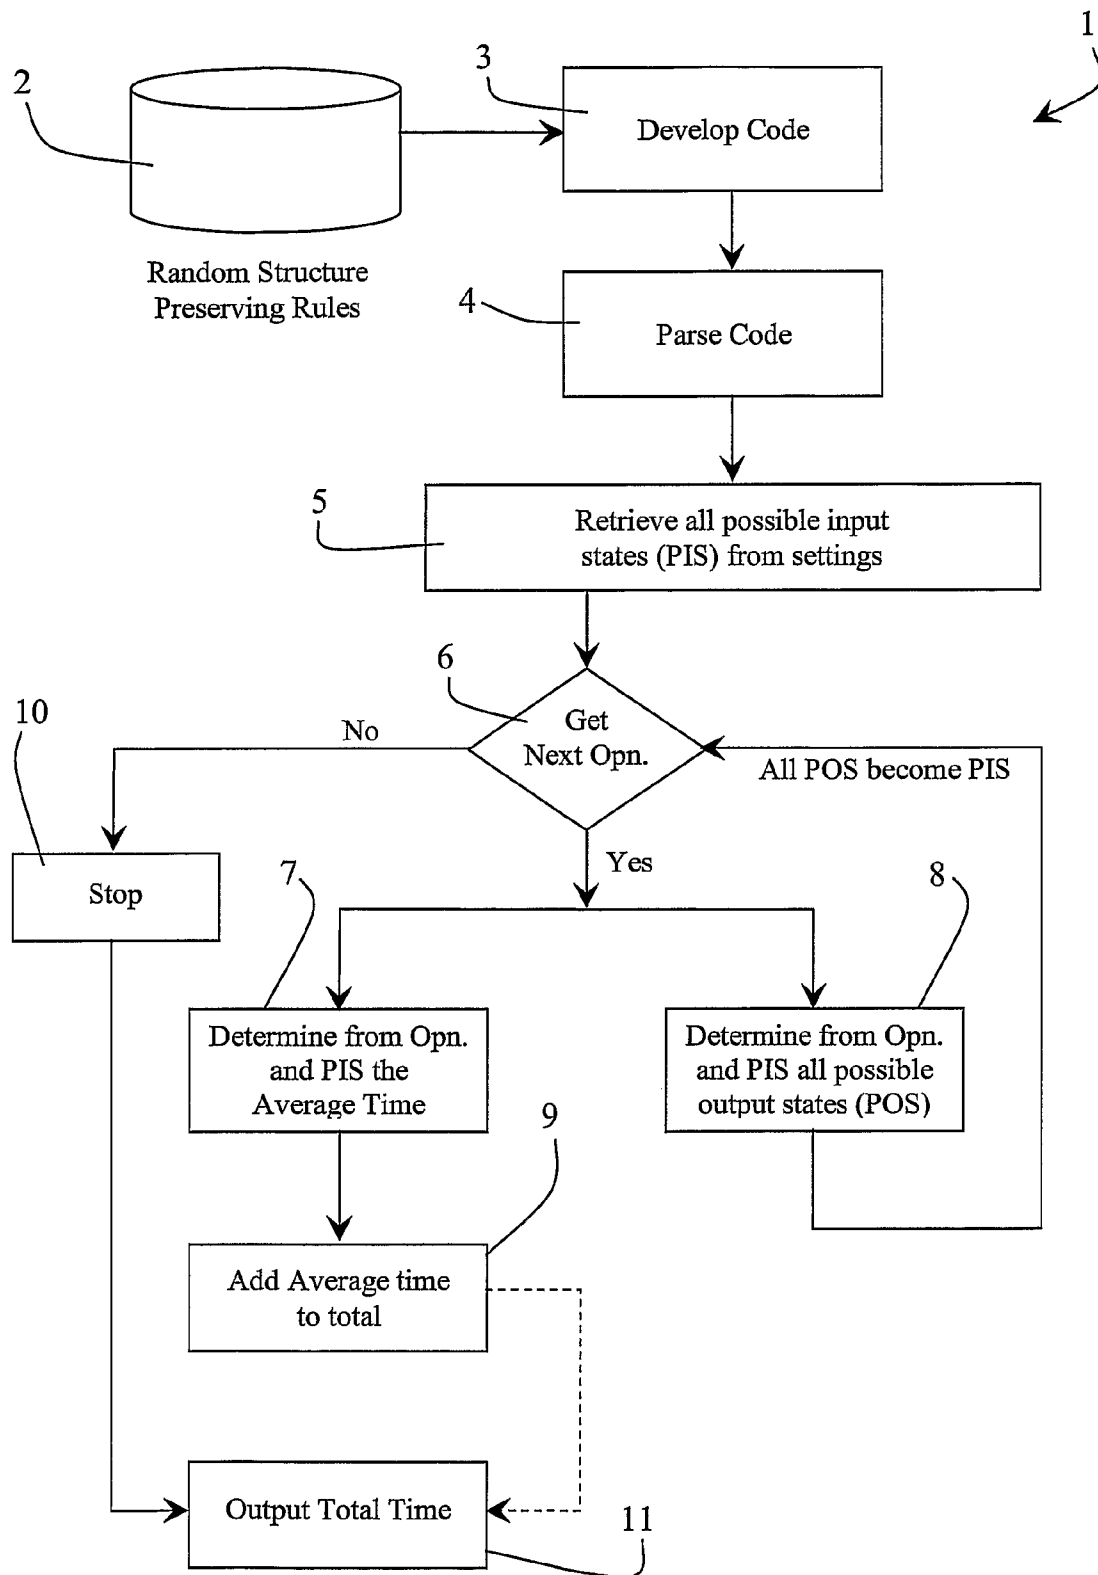 1
2
3
Develop Code
Random Structure
Preserving Rules
4
Parse Code
5
Retrieve all possible input
states (PIS) from settings
6
Get
Next Opn.
10
No
All POS become PIS
Stop
Yes
7
8
Determine from Opn.
and PIS the
Average Time
Determine from Opn.
and PIS all possible
output states (POS)
9
Add Average time
to total
Output Total Time
11